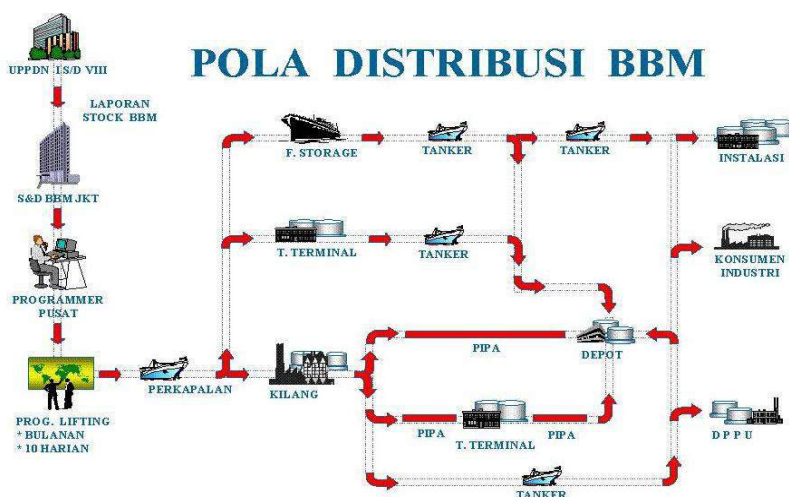 POLA DISTRIBUSI BBM
UPPDN I S/D VIII
LAPORAN
STOCK BBM
S&D BBM JKT
PROGRAMMER
PUSAT
PROG. LIFTING
* BULANAN
* 10 HARIAN
PERKAPALAN
F. STORAGE
TANKER
TANKER
INSTALASI
T. TERMINAL
TANKER
KONSUMEN
INDUSTRI
KILANG
PIPA
DEPOT
PIPA
T. TERMINAL
PIPA
D P P U
TANKER